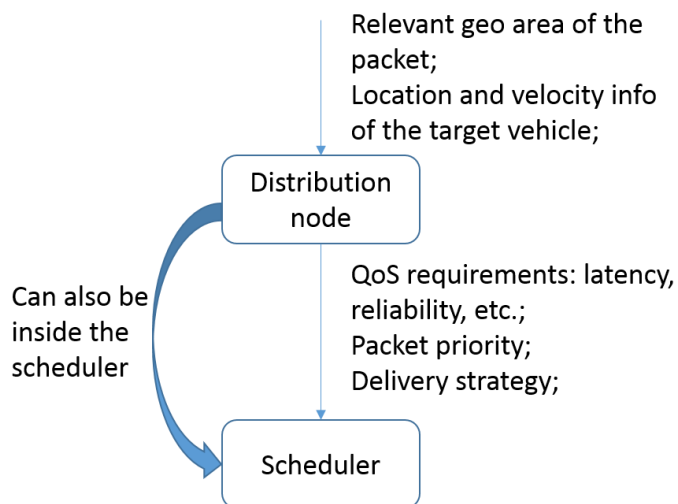 Relevant geo area of the
packet;
Location and velocity info
of the target vehicle;
Distribution
node
QoS requirements: latency,
reliability, etc.;
Packet priority;
Delivery strategy;
Can also be
inside the
scheduler
Scheduler